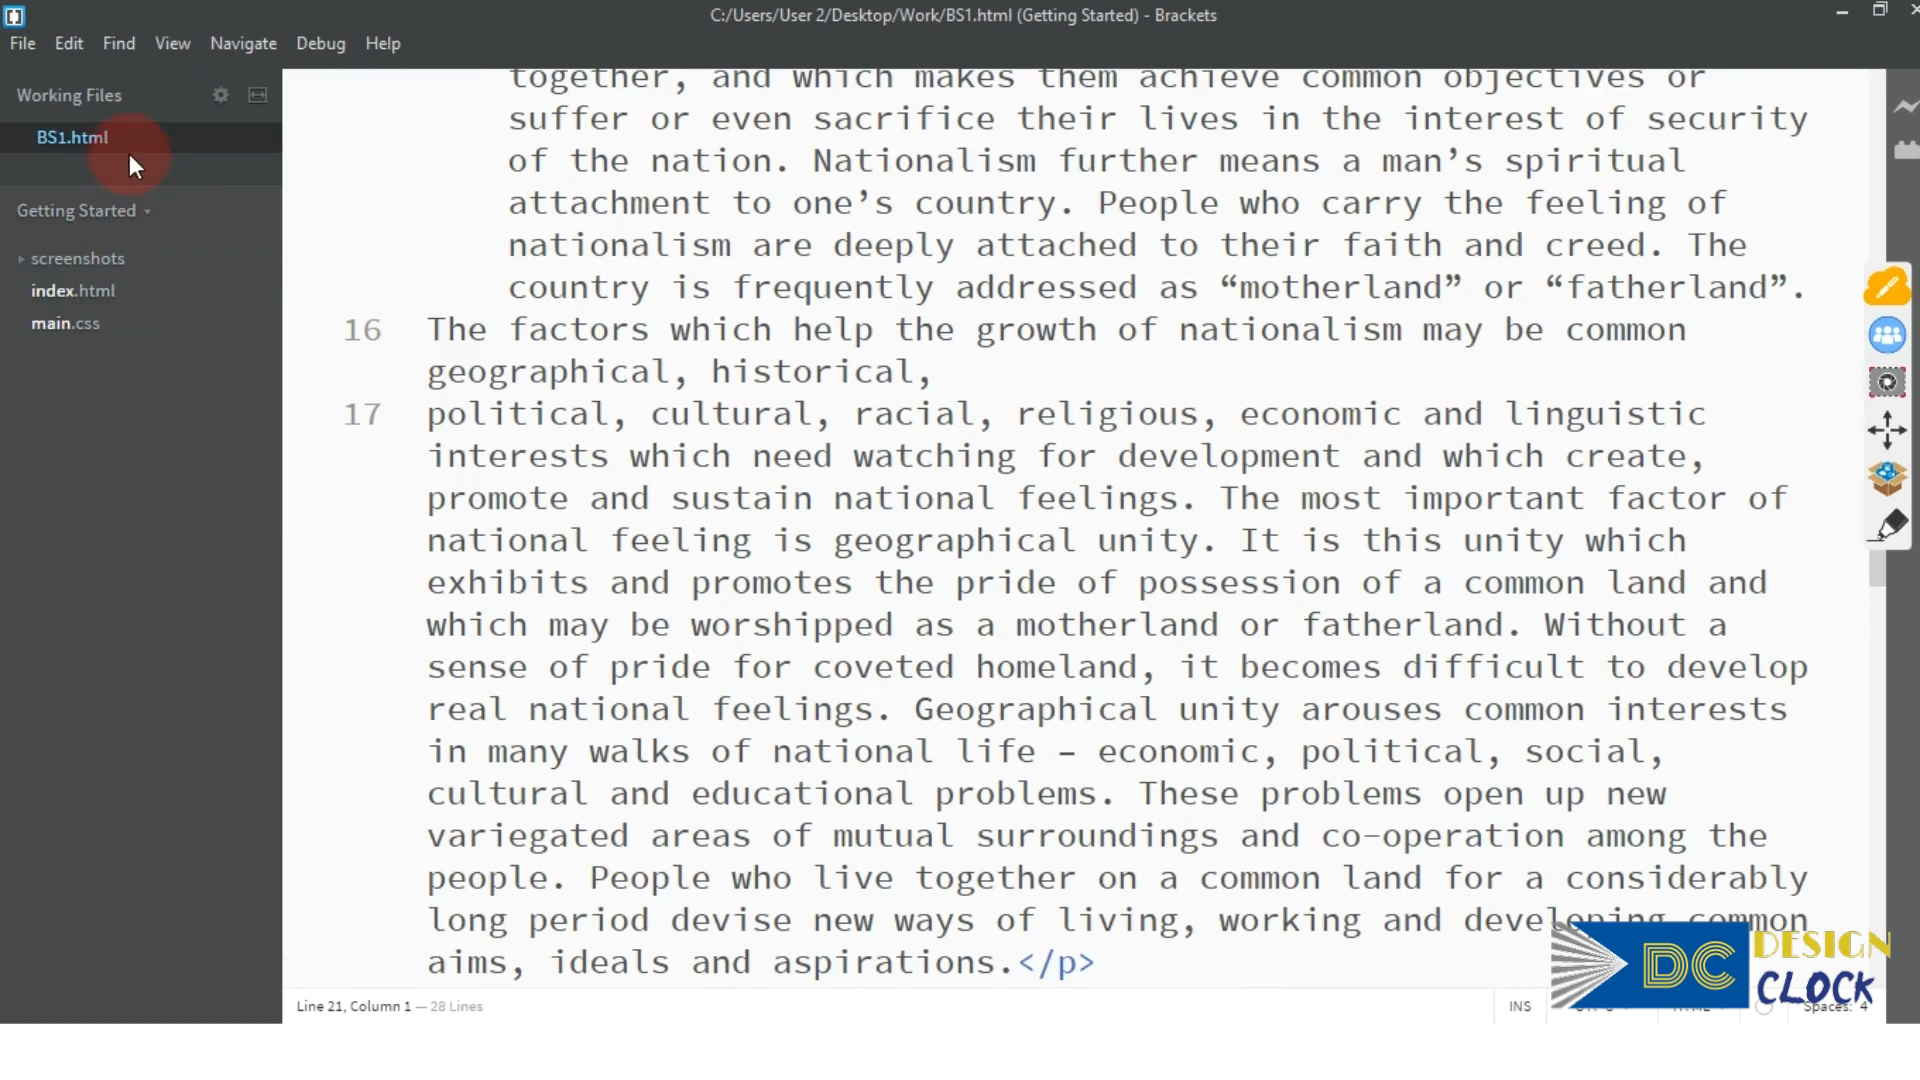 C:/Users/User 2/Desktop/Work/BS1.html (Getting Started) - Brackets
File Edit Find View Navigate Debug Help
Working Files
BS1.html
Getting Started
screenshots
index.html
main.css
together, and which makes them achieve common objectives or
suffer or even sacrifice their lives in the interest of security
of the nation. Nationalism further means a man’s spiritual
attachment to one’s country. People who carry the feeling of
nationalism are deeply attached to their faith and creed. The
country is frequently addressed as “motherland” or “fatherland”.
16 The factors which help the growth of nationalism may be common
geographical, historical,
17 political, cultural, racial, religious, economic and linguistic
interests which need watching for development and which create,
promote and sustain national feelings. The most important factor of
national feeling is geographical unity. It is this unity which
exhibits and promotes the pride of possession of a common land and
which may be worshipped as a motherland or fatherland. Without a
sense of pride for coveted homeland, it becomes difficult to develop
real national feelings. Geographical unity arouses common interests
in many walks of national life – economic, political, social,
cultural and educational problems. These problems open up new
variegated areas of mutual surroundings and co-operation among the
people. People who live together on a common land for a considerably
long period devise new ways of living, working and developing common
aims, ideals and aspirations.</p>
DC DESIGN
CLOCK
Line 21, Column 1 — 28 Lines
INS
Spaces: 4